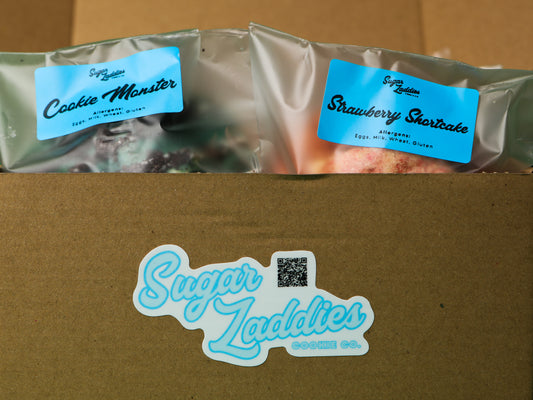 Sugar
Zaddies
Cookie Monster
Allergens:
Eggs, Milk, Wheat, Gluten
Sugar
Zaddies
Strawberry Shortcake
Allergens:
Eggs, Milk, Wheat, Gluten
Sugar
Zaddies
COOKIE CO.